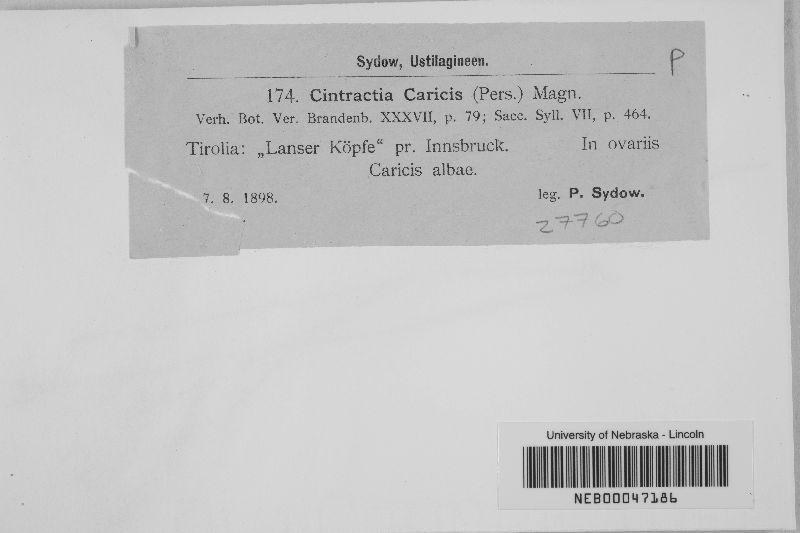 Sydow, Ustilagineen.
P
174. Cintractia Caricis (Pers.) Magn.
Verh. Bot. Ver. Brandenb. XXXVII, p. 79; Sacc. Syll. VII, p. 464.
Tirolia: „Lanser Köpfe“ pr. Innsbruck. In ovariis
Caricis albae.
7. 8. 1898. leg. P. Sydow.
27760
University of Nebraska - Lincoln
NEB00047186